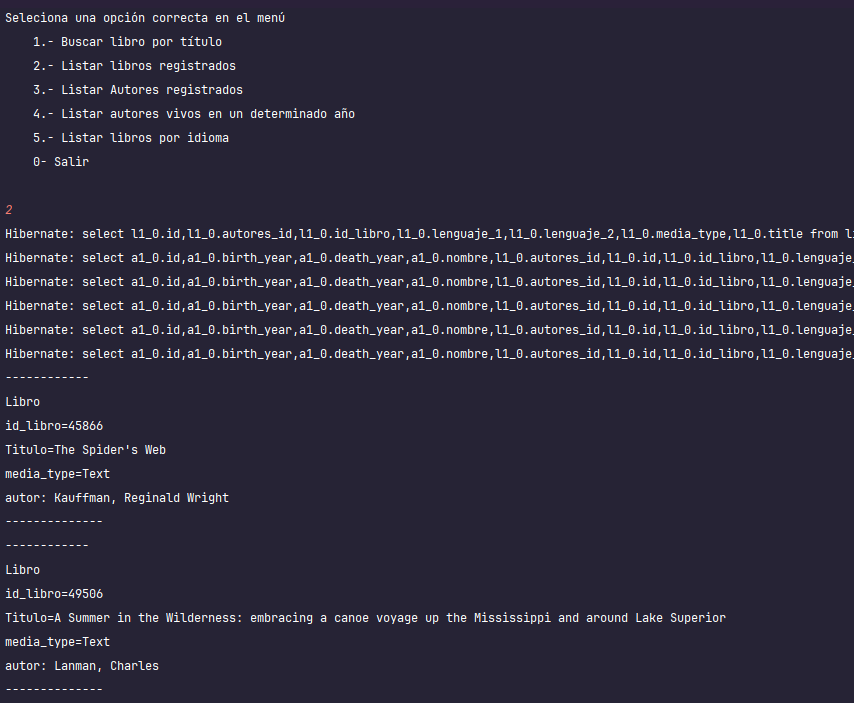 Seleciona una opción correcta en el menú
1.- Buscar libro por título
2.- Listar libros registrados
3.- Listar Autores registrados
4.- Listar autores vivos en un determinado año
5.- Listar libros por idioma
0- Salir
2
Hibernate: select l1_0.id,l1_0.autores_id,l1_0.id_libro,l1_0.lenguaje_1,l1_0.lenguaje_2,l1_0.media_type,l1_0.title from li
Hibernate: select a1_0.id,a1_0.birth_year,a1_0.death_year,a1_0.nombre,l1_0.autores_id,l1_0.id,l1_0.id_libro,l1_0.lenguaje_
Hibernate: select a1_0.id,a1_0.birth_year,a1_0.death_year,a1_0.nombre,l1_0.autores_id,l1_0.id,l1_0.id_libro,l1_0.lenguaje_
Hibernate: select a1_0.id,a1_0.birth_year,a1_0.death_year,a1_0.nombre,l1_0.autores_id,l1_0.id,l1_0.id_libro,l1_0.lenguaje_
Hibernate: select a1_0.id,a1_0.birth_year,a1_0.death_year,a1_0.nombre,l1_0.autores_id,l1_0.id,l1_0.id_libro,l1_0.lenguaje_
Hibernate: select a1_0.id,a1_0.birth_year,a1_0.death_year,a1_0.nombre,l1_0.autores_id,l1_0.id,l1_0.id_libro,l1_0.lenguaje_
------------
Libro
id_libro=45866
Titulo=The Spider's Web
media_type=Text
autor: Kauffman, Reginald Wright
--------------
------------
Libro
id_libro=49506
Titulo=A Summer in the Wilderness: embracing a canoe voyage up the Mississippi and around Lake Superior
media_type=Text
autor: Lanman, Charles
--------------